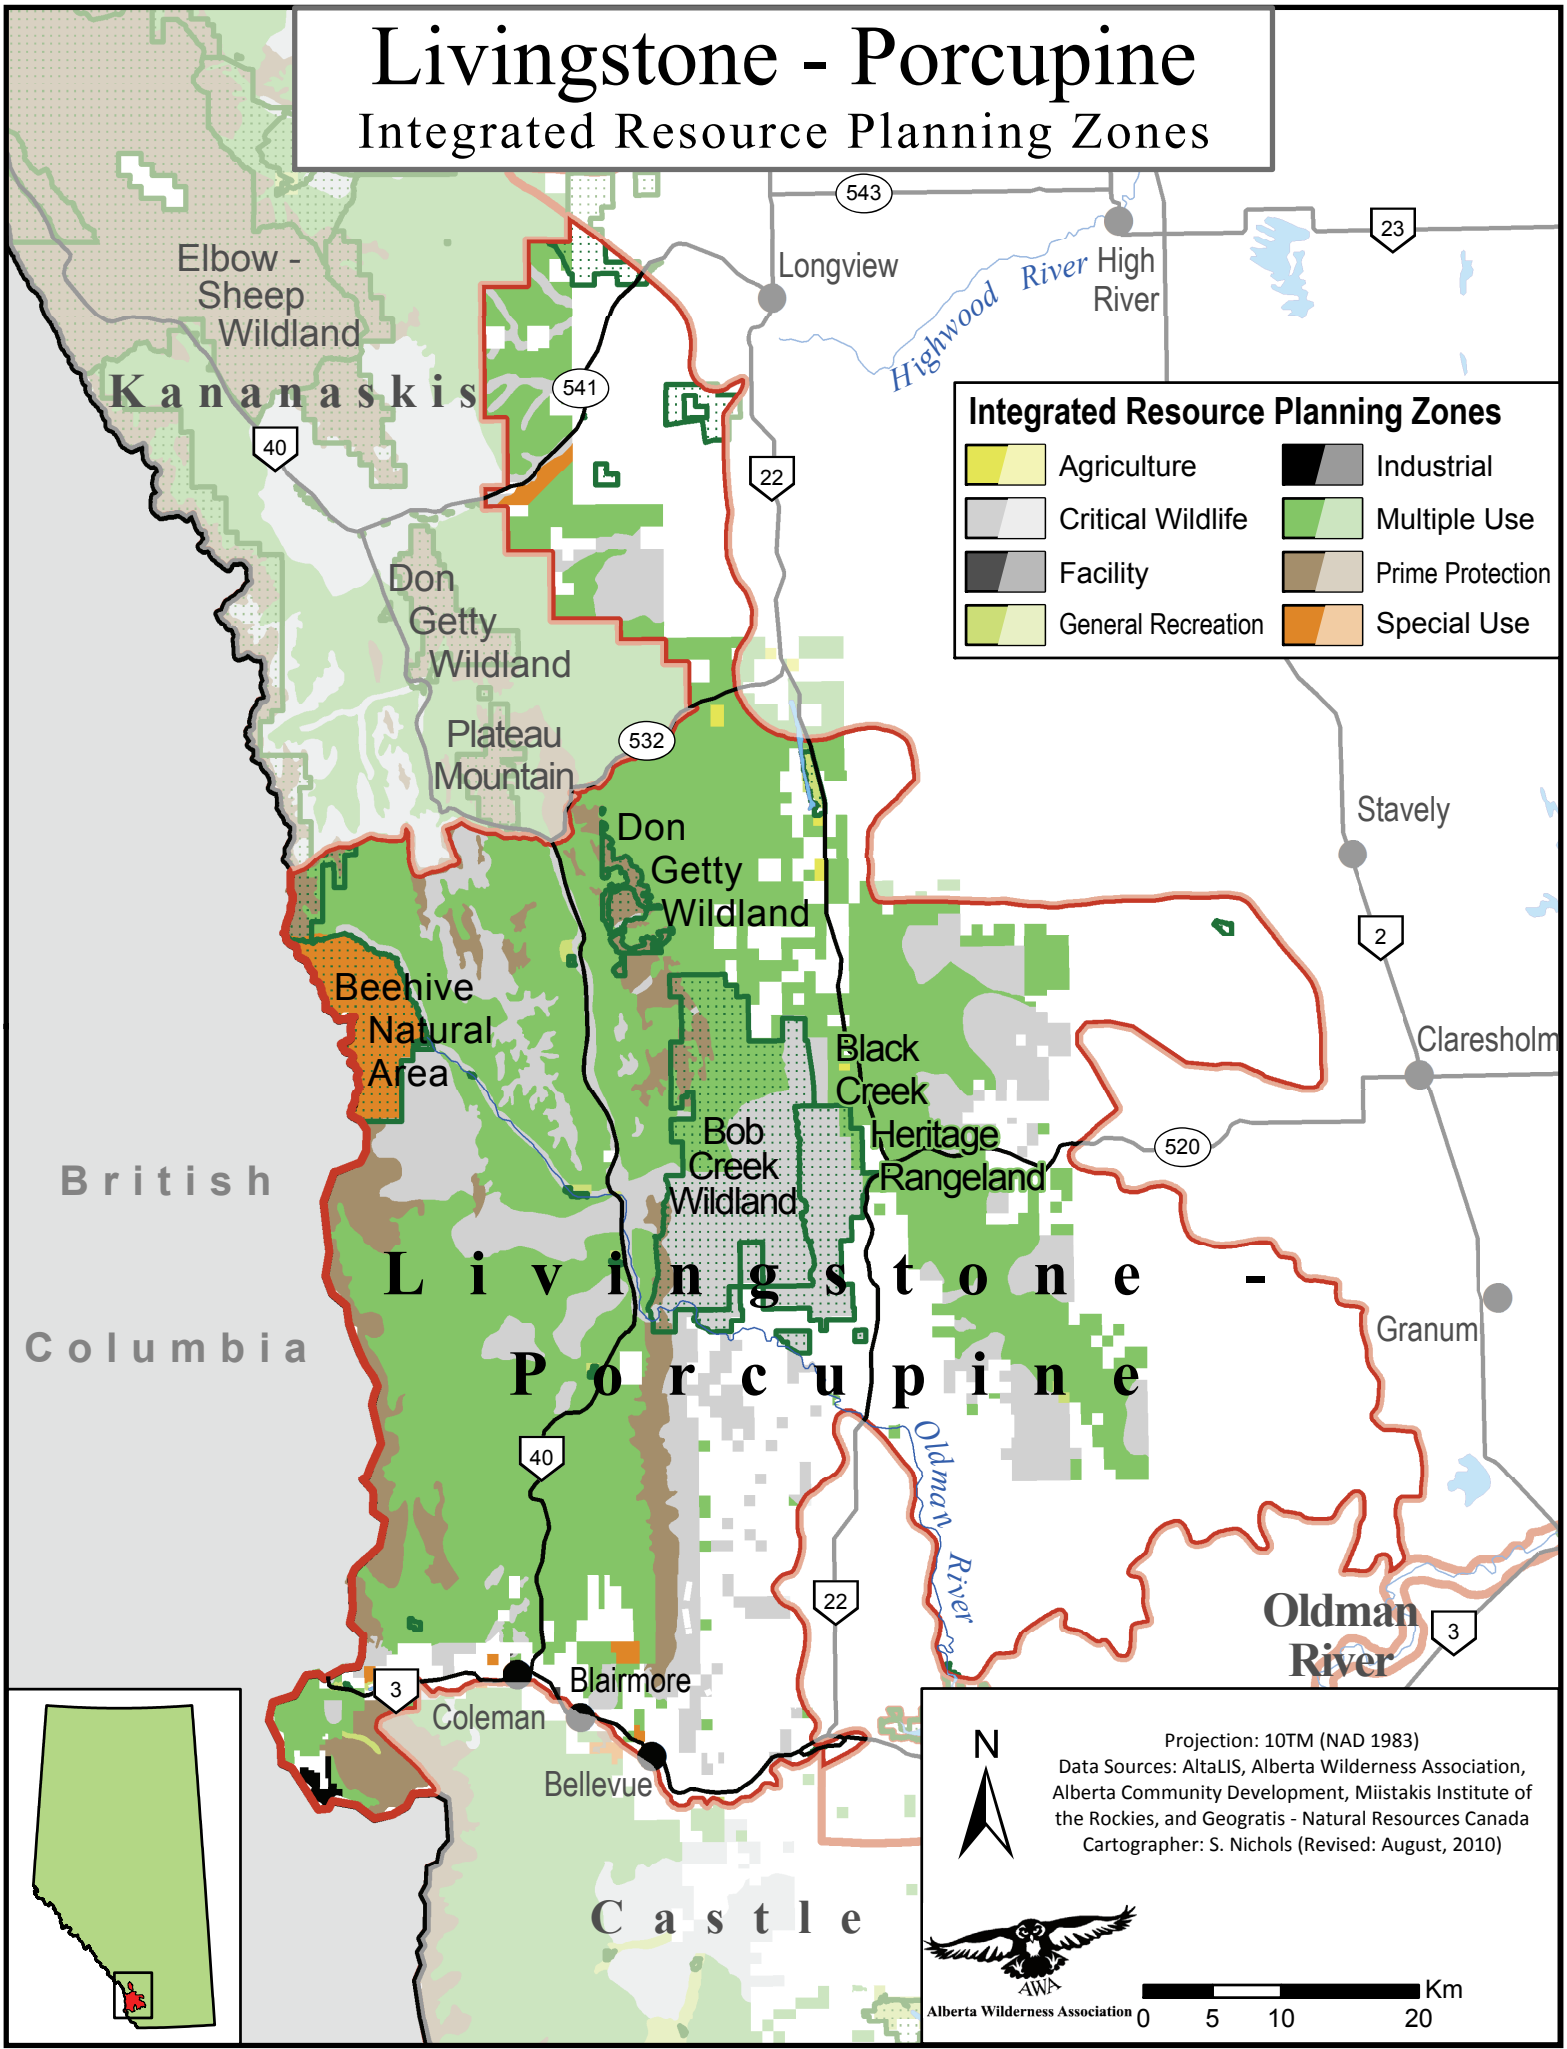 Livingstone - Porcupine
Integrated Resource Planning Zones
543
23
Elbow -
Sheep
Wildland
Longview
Highwood River
High
River
Kananaskis
541
40
22
Integrated Resource Planning Zones
Agriculture
Industrial
Critical Wildlife
Multiple Use
Facility
Prime Protection
General Recreation
Special Use
Don
Getty
Wildland
Plateau
Mountain
532
Stavely
Don
Getty
Wildland
2
Beehive
Natural
Area
Claresholm
Black
Creek
Heritage
Rangeland
Bob
Creek
Wildland
520
British
Columbia
Livingstone -
Porcupine
Granum
40
Oldman River
22
Oldman
River
3
3
Blairmore
Coleman
Bellevue
Castle
N
Projection: 10TM (NAD 1983)
Data Sources: AltaLIS, Alberta Wilderness Association,
Alberta Community Development, Miistakis Institute of
the Rockies, and Geogratis - Natural Resources Canada
Cartographer: S. Nichols (Revised: August, 2010)
AWA
Alberta Wilderness Association
Km
0 5 10 20